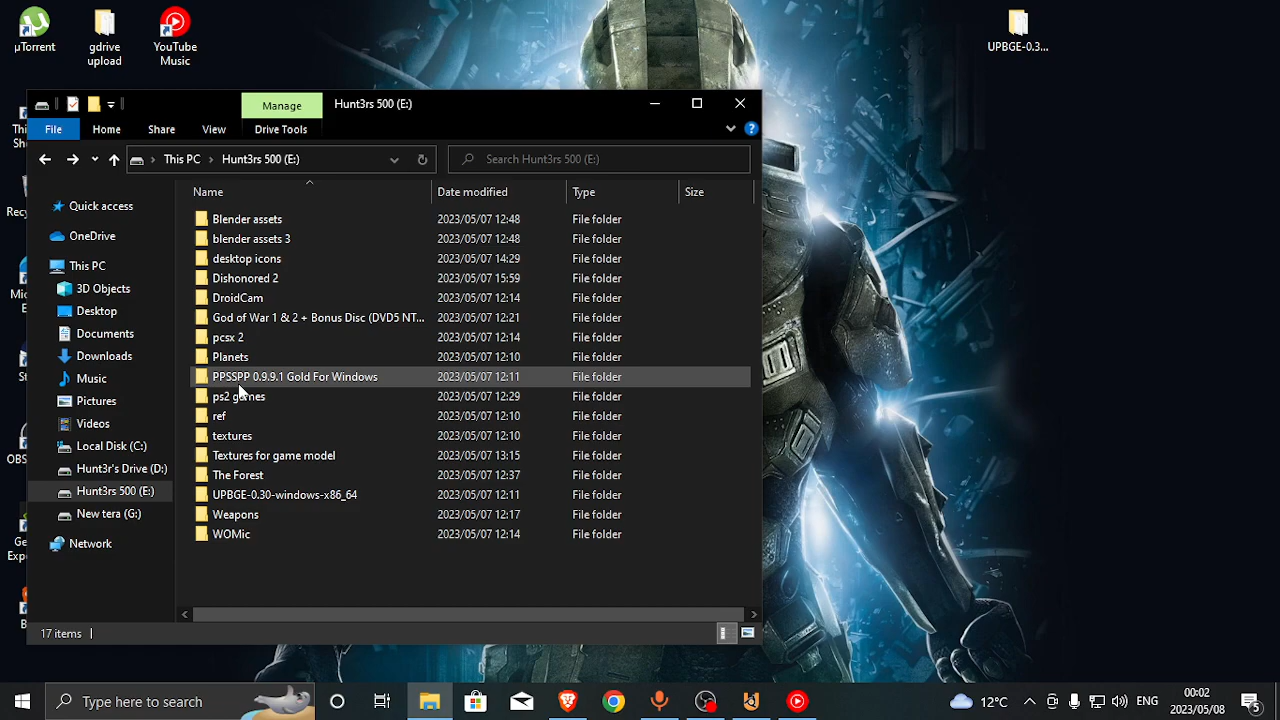 µTorrent
gdrive upload
YouTube Music
UPBGE-0.3...
Manage
Hunt3rs 500 (E:)
File
Home
Share
View
Drive Tools
This PC
Hunt3rs 500 (E:)
Search Hunt3rs 500 (E:)
Name
Date modified
Type
Size
Quick access
OneDrive
This PC
3D Objects
Desktop
Documents
Downloads
Music
Pictures
Videos
Local Disk (C:)
Hunt3r's Drive (D:)
Hunt3rs 500 (E:)
New tera (G:)
Network
Blender assets 2023/05/07 12:48 File folder
blender assets 3 2023/05/07 12:48 File folder
desktop icons 2023/05/07 14:29 File folder
Dishonored 2 2023/05/07 15:59 File folder
DroidCam 2023/05/07 12:14 File folder
God of War 1 & 2 + Bonus Disc (DVD5 NT... 2023/05/07 12:21 File folder
pcsx 2 2023/05/07 12:14 File folder
Planets 2023/05/07 12:10 File folder
PPSSPP 0.9.9.1 Gold For Windows 2023/05/07 12:11 File folder
ps2 games 2023/05/07 12:29 File folder
ref 2023/05/07 12:10 File folder
textures 2023/05/07 12:10 File folder
Textures for game model 2023/05/07 13:15 File folder
The Forest 2023/05/07 12:37 File folder
UPBGE-0.30-windows-x86_64 2023/05/07 12:11 File folder
Weapons 2023/05/07 12:17 File folder
WOMic 2023/05/07 12:14 File folder
17 items
Type here to search
12°C
ENG
00:02
2023/05/08
5